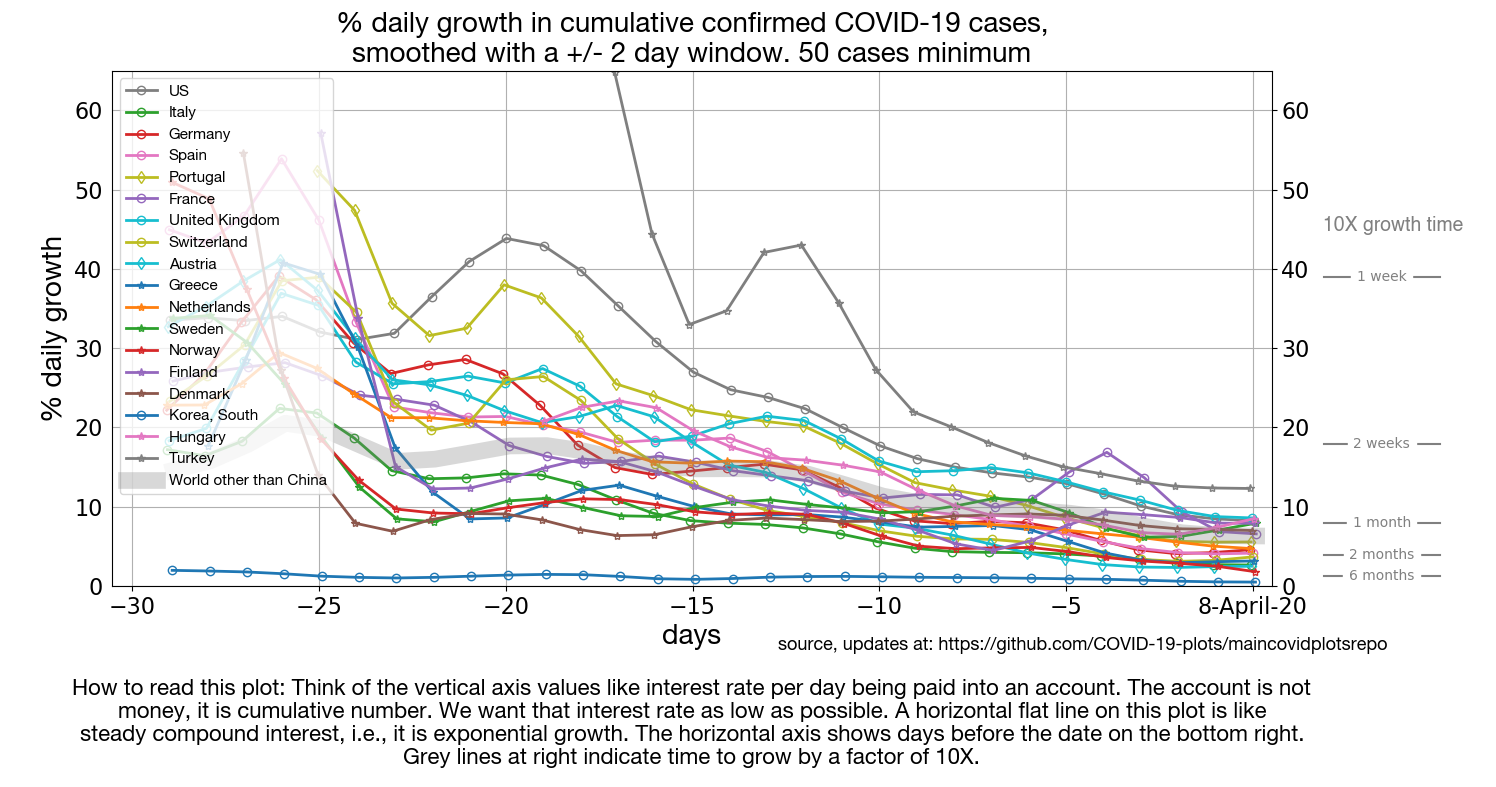 % daily growth in cumulative confirmed COVID-19 cases,
smoothed with a +/- 2 day window. 50 cases minimum
US
Italy
Germany
Spain
Portugal
France
United Kingdom
Switzerland
Austria
Greece
Netherlands
Sweden
Norway
Finland
Denmark
Korea, South
Hungary
Turkey
World other than China
% daily growth
60
50
40
30
20
10
0
60
50
40
30
20
10
0
10X growth time
1 week
2 weeks
1 month
2 months
6 months
−30
−25
−20
−15
−10
−5
8-April-20
days
source, updates at: https://github.com/COVID-19-plots/maincovidplotsrepo
How to read this plot: Think of the vertical axis values like interest rate per day being paid into an account. The account is not
money, it is cumulative number. We want that interest rate as low as possible. A horizontal flat line on this plot is like
steady compound interest, i.e., it is exponential growth. The horizontal axis shows days before the date on the bottom right.
Grey lines at right indicate time to grow by a factor of 10X.